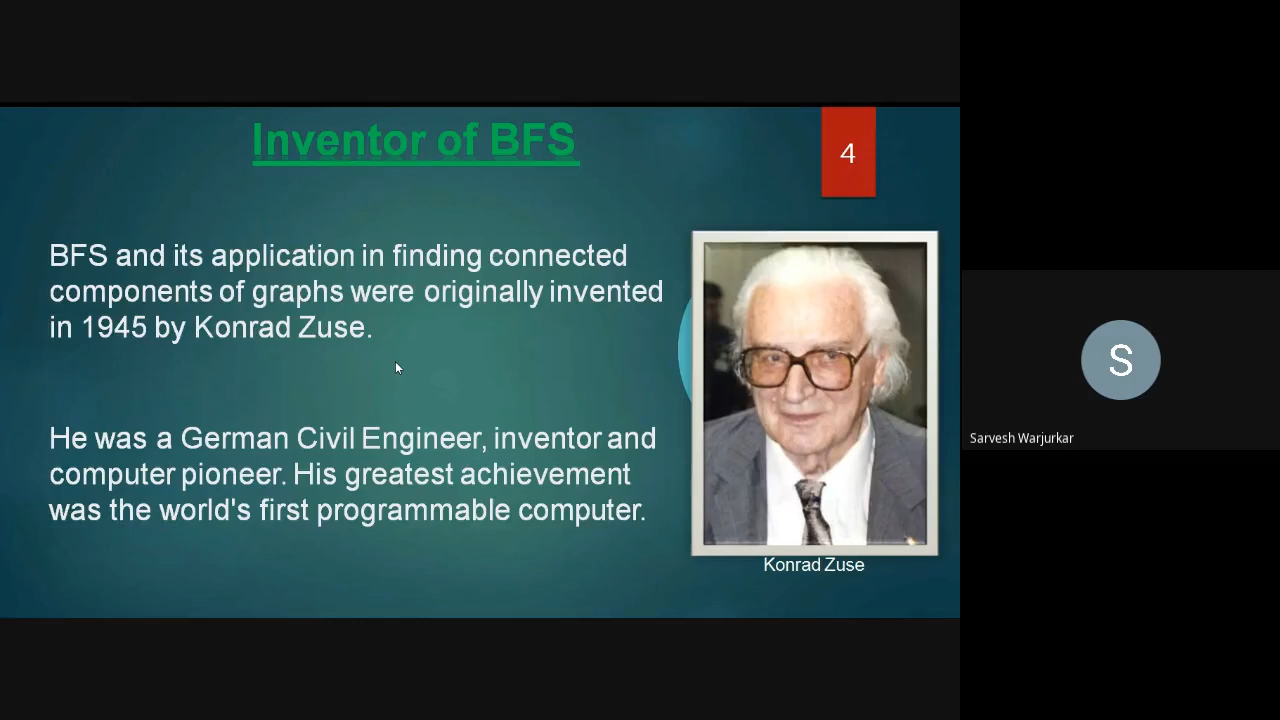 Inventor of BFS
4
BFS and its application in finding connected
components of graphs were originally invented
in 1945 by Konrad Zuse.
He was a German Civil Engineer, inventor and
computer pioneer. His greatest achievement
was the world's first programmable computer.
Konrad Zuse
S
Sarvesh Warjurkar